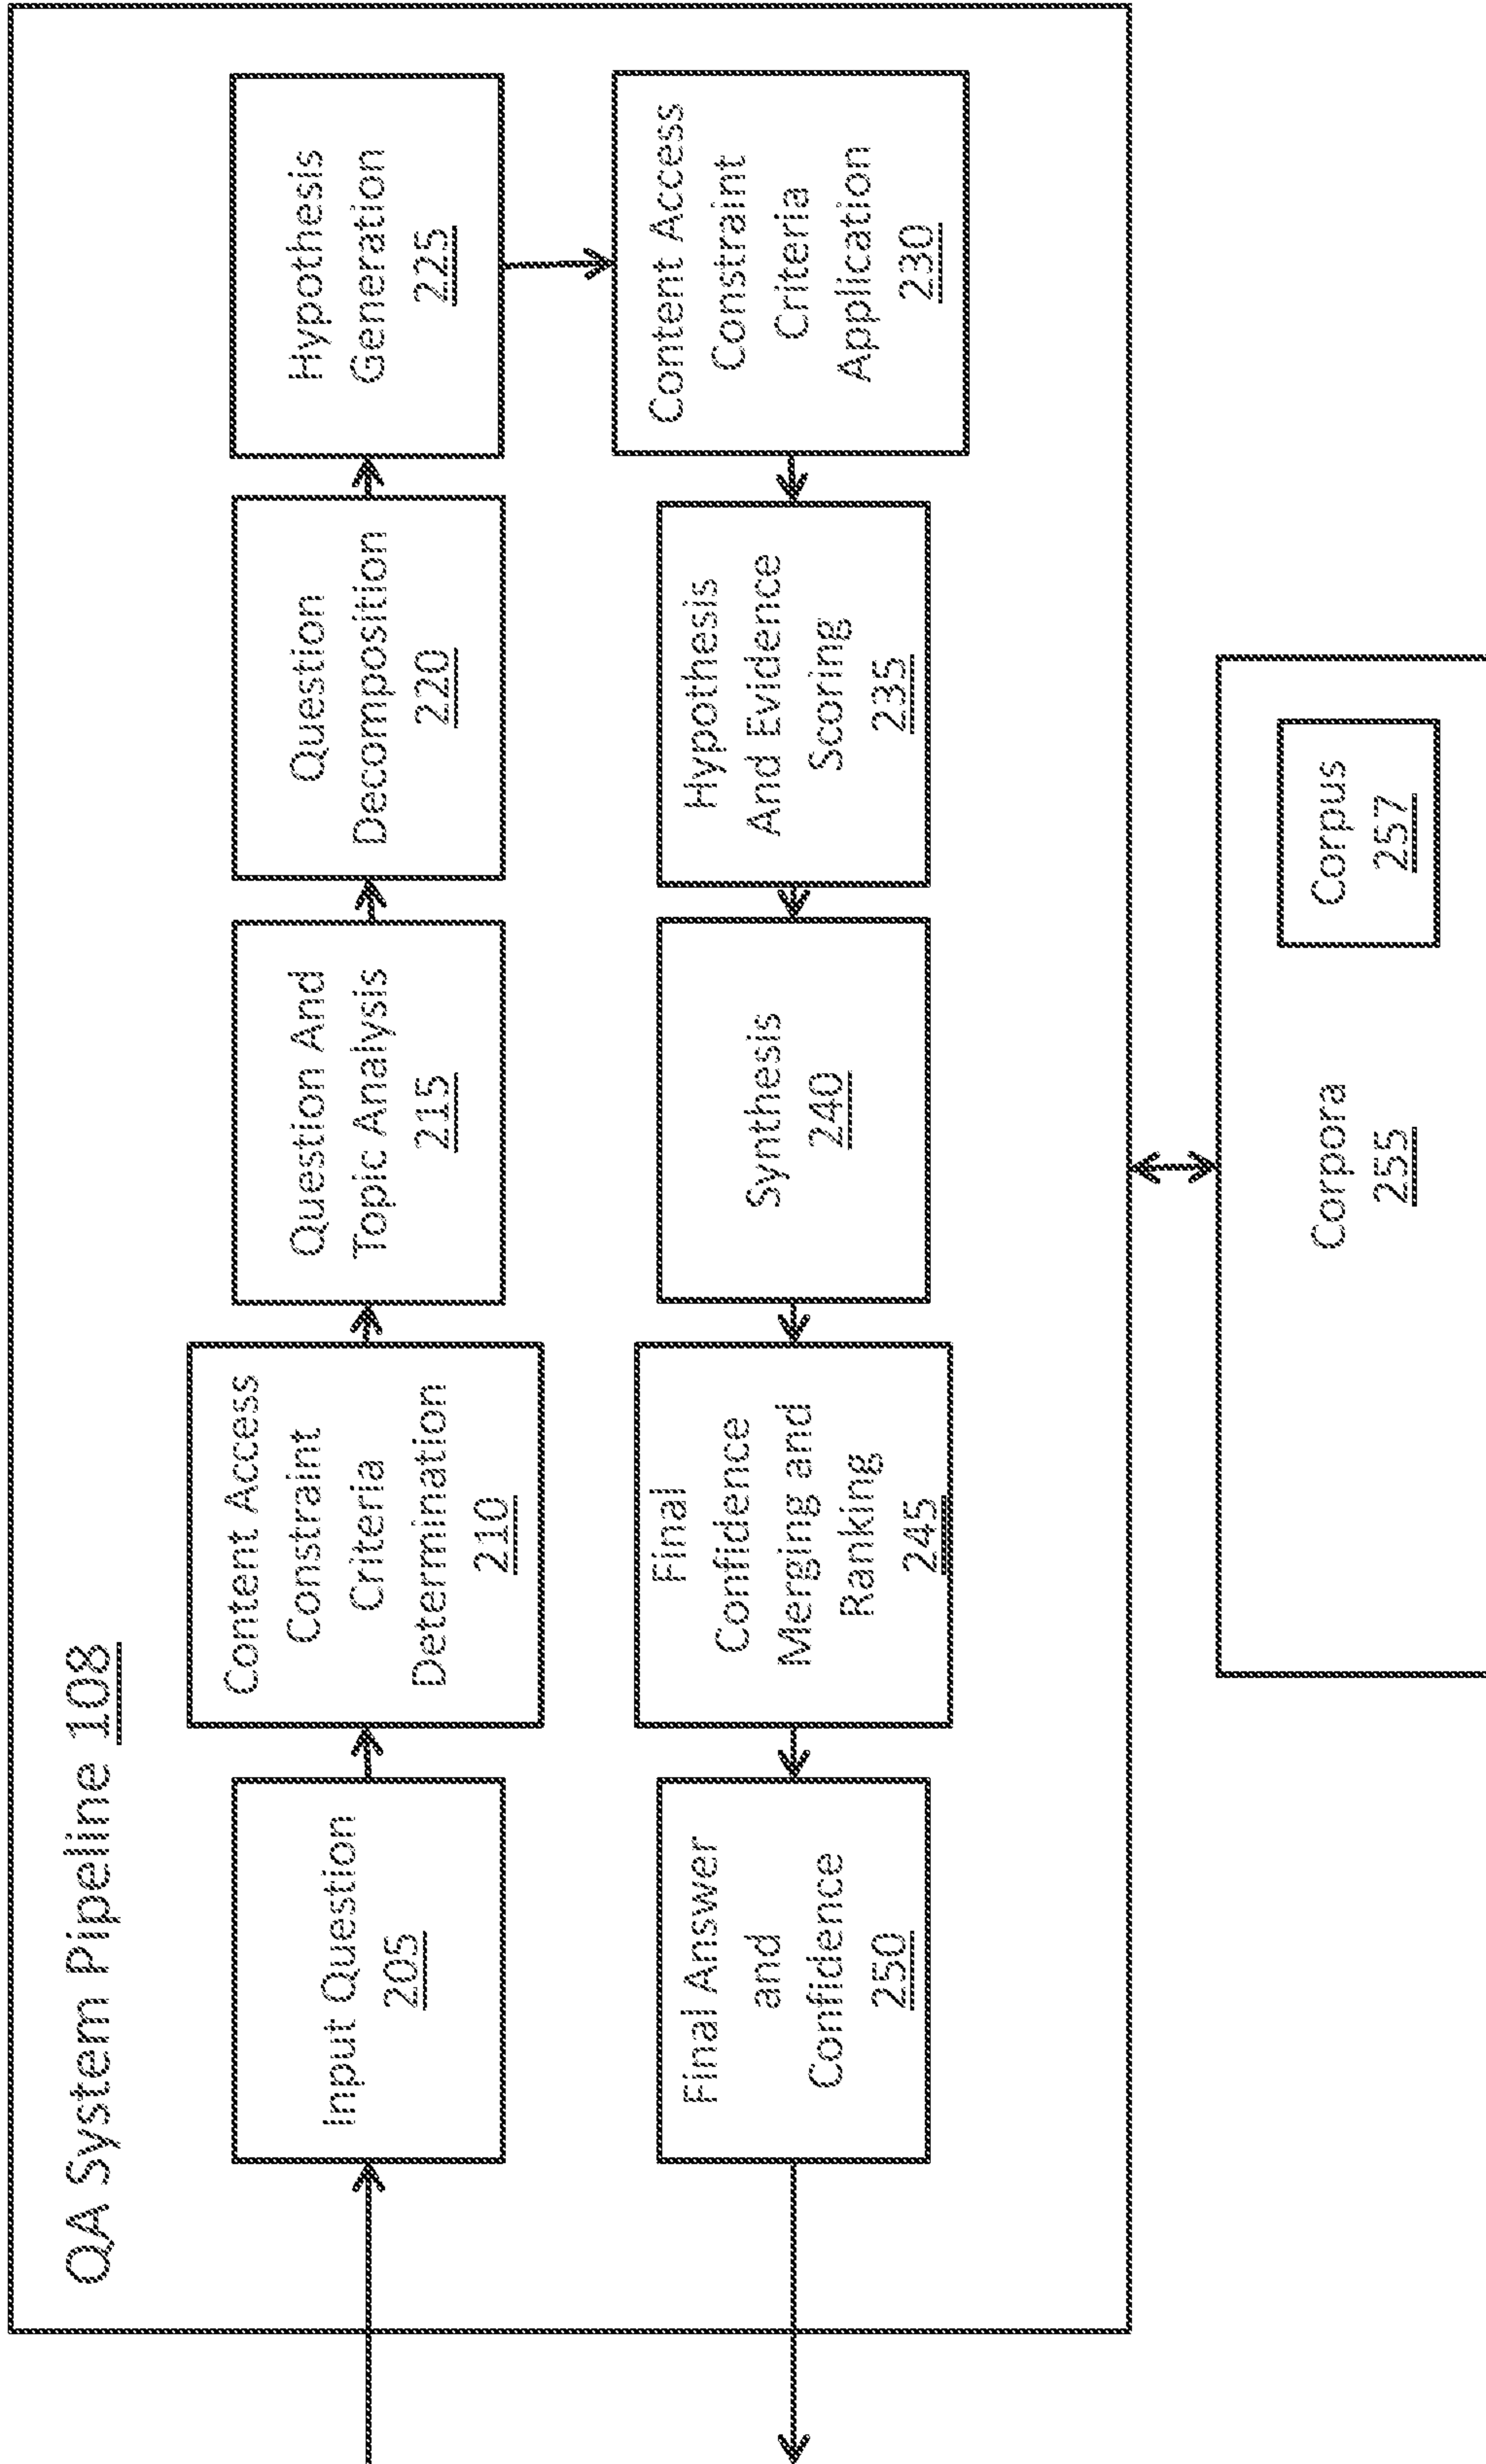 QA System Pipeline 108
Input Question
205
Content Access
Constraint
Criteria
Determination
210
Question And
Topic Analysis
215
Question
Decomposition
220
Hypothesis
Generation
225
Content Access
Constraint
Criteria
Application
230
Hypothesis
And Evidence
Scoring
235
Synthesis
240
Final
Confidence
Merging and
Ranking
245
Final Answer
and
Confidence
250
Corpora
255
Corpus
257